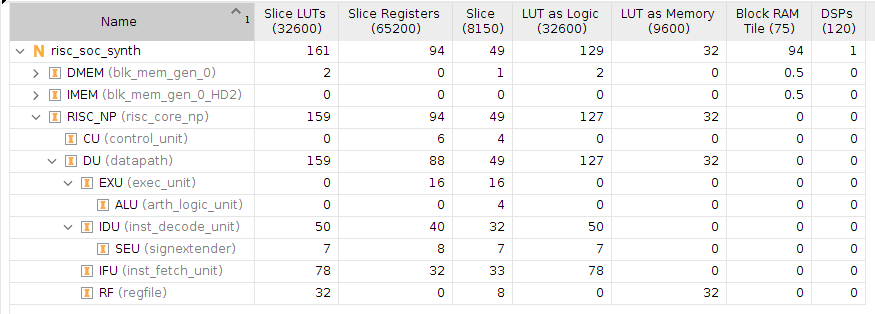 Name 1 Slice LUTs (32600) Slice Registers (65200) Slice (8150) LUT as Logic (32600) LUT as Memory (9600) Block RAM Tile (75) DSPs (120)
N risc_soc_synth 161 94 49 129 32 94 1
DMEM (blk_mem_gen_0) 2 0 1 2 0 0.5 0
IMEM (blk_mem_gen_0_HD2) 0 0 0 0 0 0.5 0
RISC_NP (risc_core_np) 159 94 49 127 32 0 0
CU (control_unit) 0 6 4 0 0 0 0
DU (datapath) 159 88 49 127 32 0 0
EXU (exec_unit) 0 16 16 0 0 0 0
ALU (arth_logic_unit) 0 0 4 0 0 0 0
IDU (inst_decode_unit) 50 40 32 50 0 0 0
SEU (signextender) 7 8 7 7 0 0 0
IFU (inst_fetch_unit) 78 32 33 78 0 0 0
RF (regfile) 32 0 8 0 32 0 0